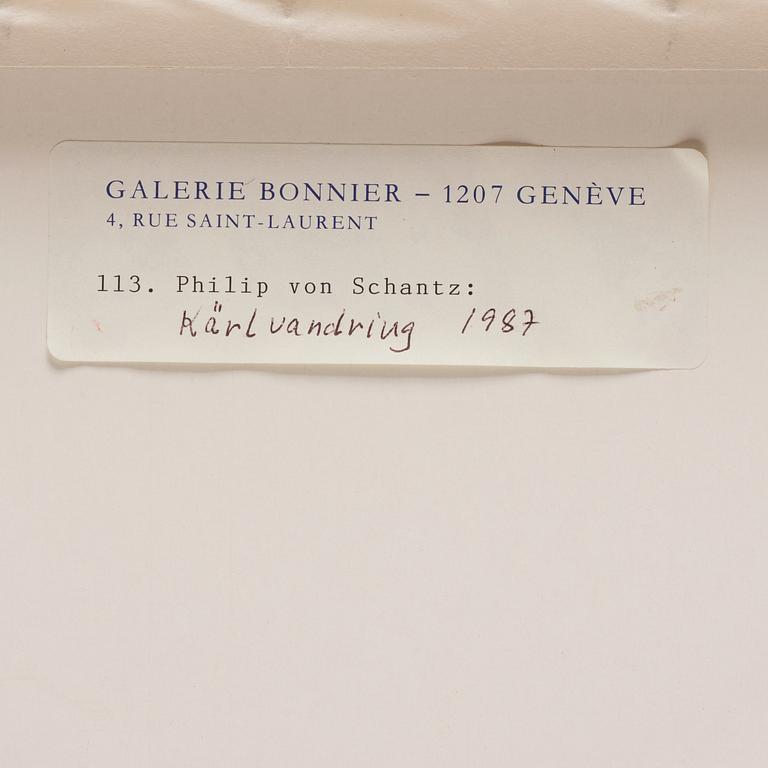 GALERIE BONNIER – 1207 GENÈVE
4, RUE SAINT-LAURENT
113. Philip von Schantz:
Kärlvandring 1987